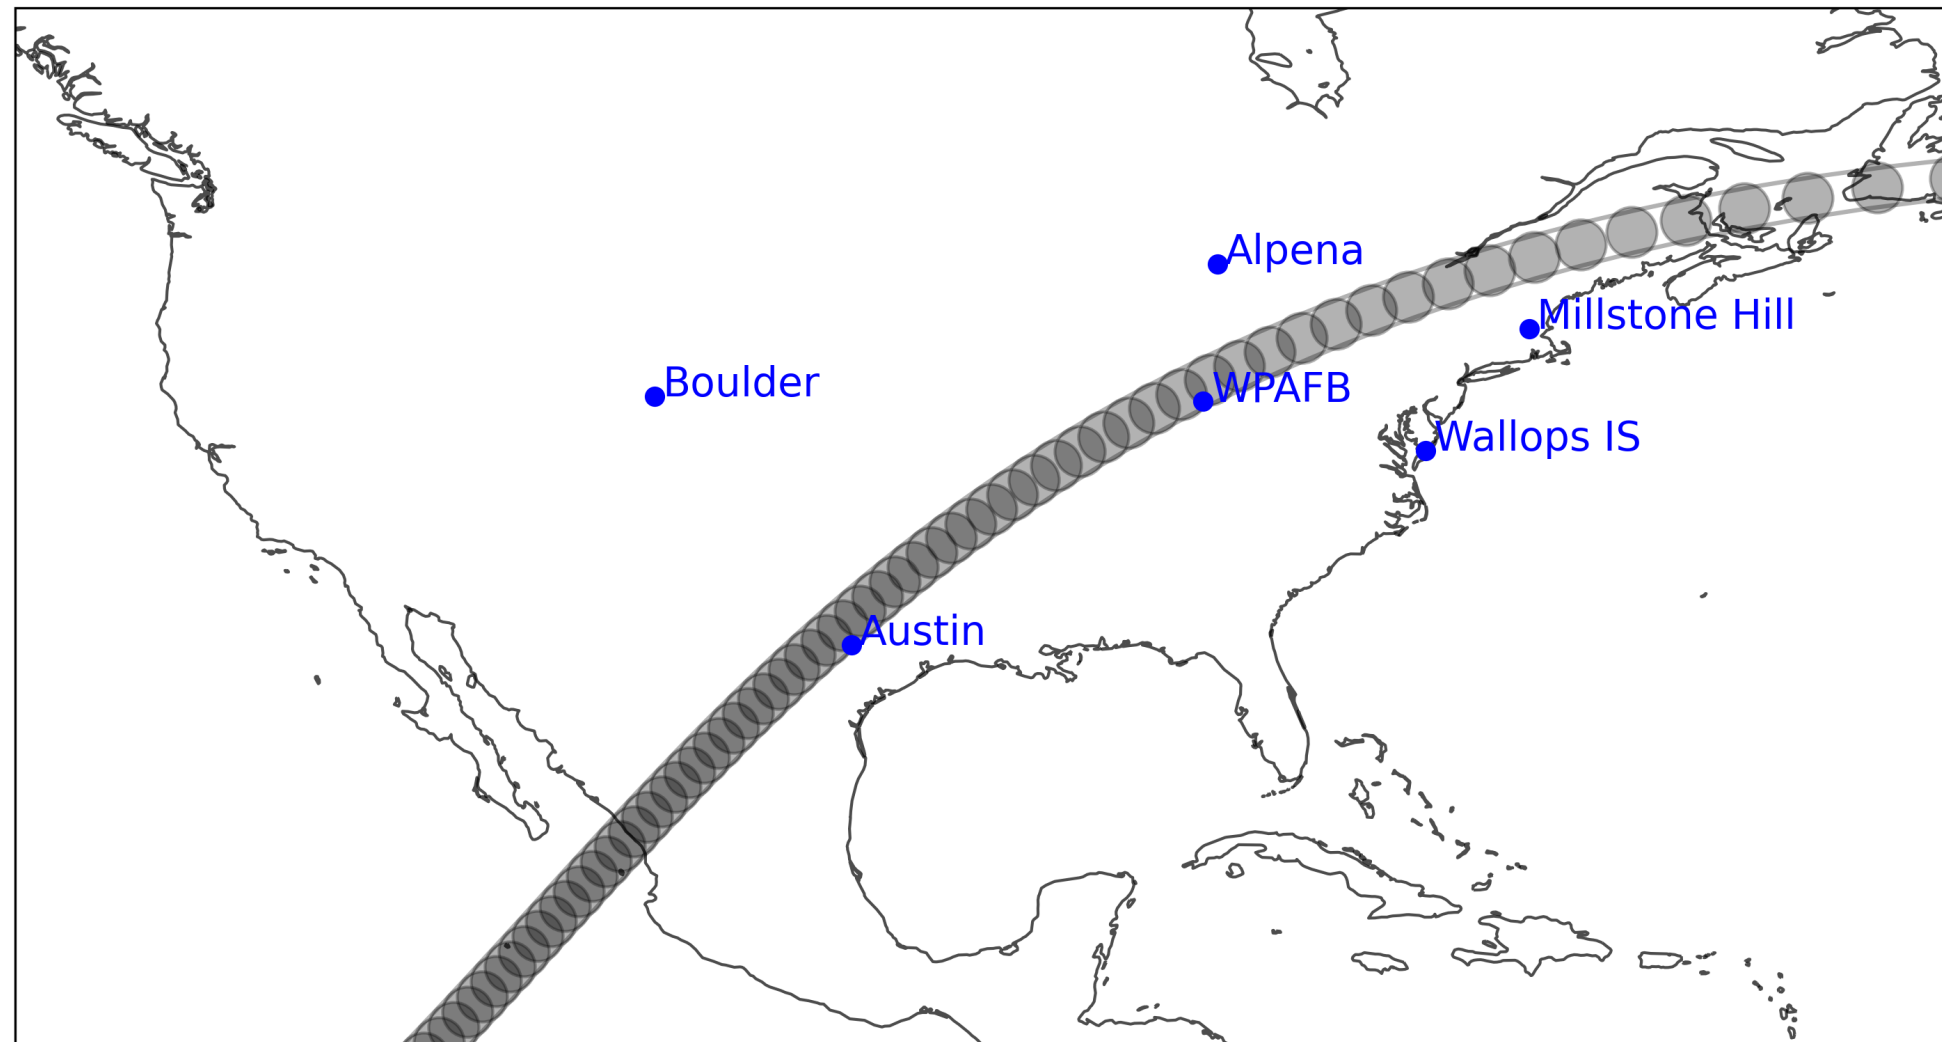 Alpena
Millstone Hill
Boulder
WPAFB
Wallops IS
Austin